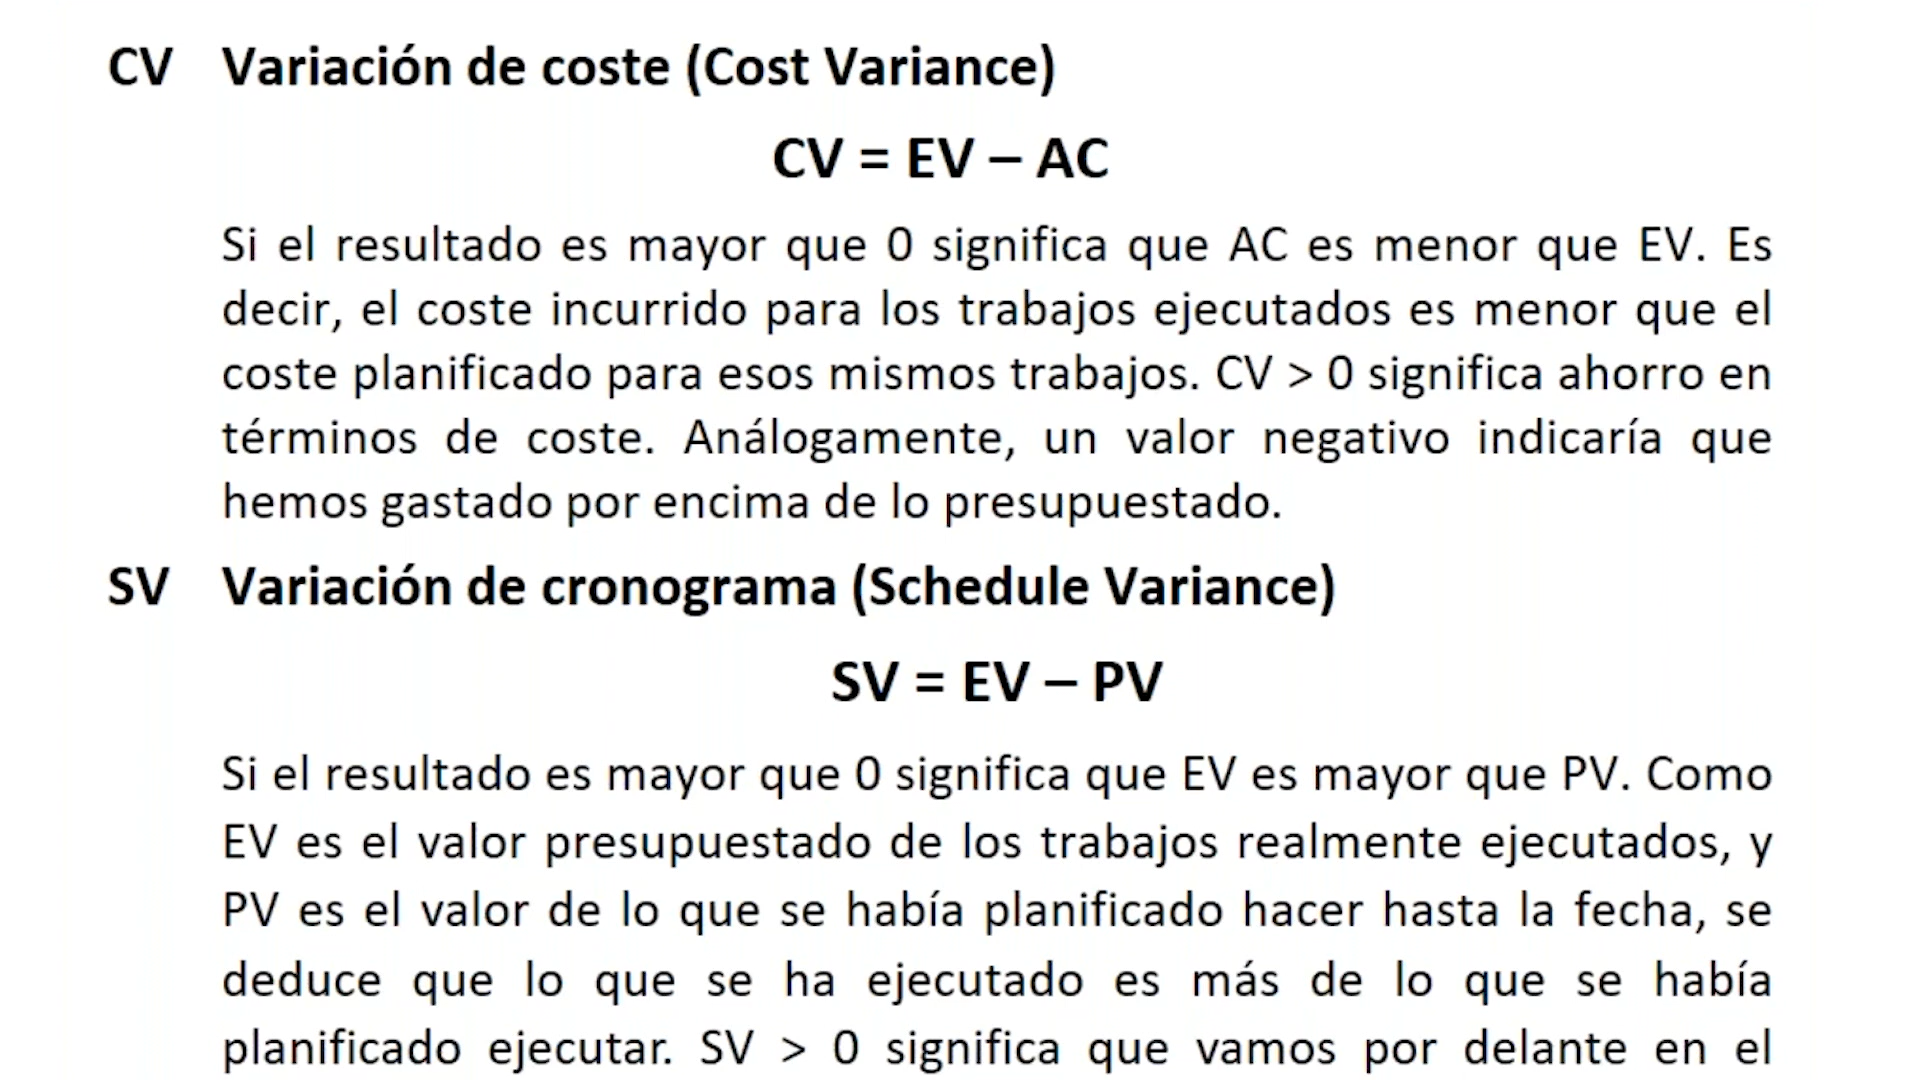 CV Variación de coste (Cost Variance)
CV = EV – AC
Si el resultado es mayor que 0 significa que AC es menor que EV. Es
decir, el coste incurrido para los trabajos ejecutados es menor que el
coste planificado para esos mismos trabajos. CV > 0 significa ahorro en
términos de coste. Análogamente, un valor negativo indicaría que
hemos gastado por encima de lo presupuestado.
SV Variación de cronograma (Schedule Variance)
SV = EV – PV
Si el resultado es mayor que 0 significa que EV es mayor que PV. Como
EV es el valor presupuestado de los trabajos realmente ejecutados, y
PV es el valor de lo que se había planificado hacer hasta la fecha, se
deduce que lo que se ha ejecutado es más de lo que se había
planificado ejecutar. SV > 0 significa que vamos por delante en el